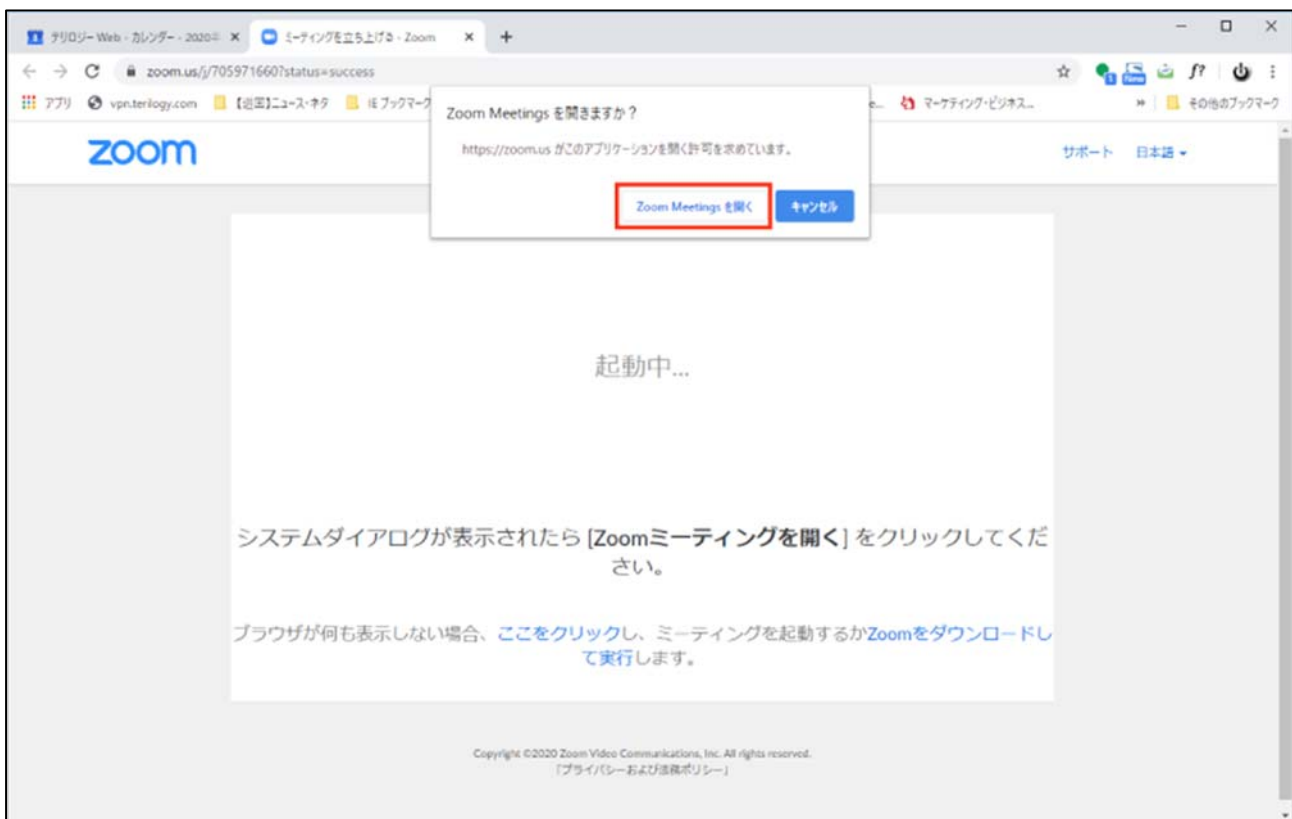 テリロジー Web - カレンダー - 2020年
ミーティングを立ち上げる - Zoom
zoom.us/j/705971660?status=success
アプリ
vpn.terilogy.com
IE ブックマーク
マーケティング・ビジネス...
その他のブックマーク
Zoom Meetings を開きますか？
https://zoom.us がこのアプリケーションを開く許可を求めています。
Zoom Meetings を開く
キャンセル
zoom
サポート 日本語
起動中...
システムダイアログが表示されたら [Zoomミーティングを開く] をクリックしてくだ
さい。
ブラウザが何も表示しない場合、ここをクリックし、ミーティングを起動するかZoomをダウンロードし
て実行します。
Copyright ©2020 Zoom Video Communications, Inc. All rights reserved.
「プライバシーおよび法務ポリシー」